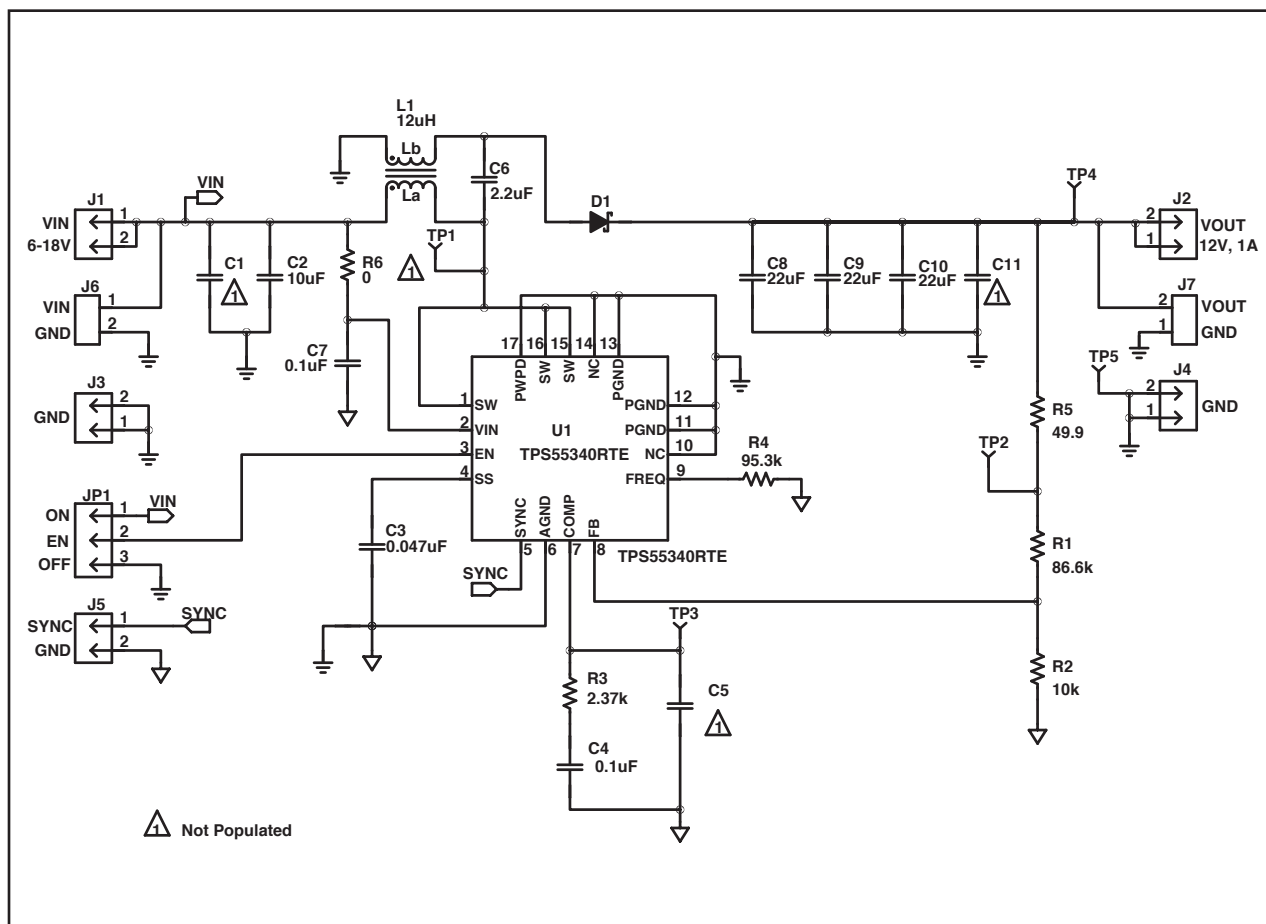 L1
12uH
Lb
La
C6
2.2uF
VIN
J1
VIN
1
6-18V
2
C1
1
C2
10uF
R6
0
TP1
1
D1
TP4
J2
2
VOUT
1
12V, 1A
C8
22uF
C9
22uF
C10
22uF
C11
1
J6
VIN
1
GND
2
C7
0.1uF
J7
2
VOUT
1
GND
17
16
15
14
13
PWPD
SW
SW
NC
PGND
TP5
J4
2
GND
1
J3
2
GND
1
1
SW
2
VIN
3
EN
4
SS
U1
TPS55340RTE
PGND
12
PGND
11
NC
10
FREQ
9
R4
95.3k
R5
49.9
TP2
JP1
ON
1
VIN
EN
2
OFF
3
C3
0.047uF
SYNC
AGND
COMP
FB
5
6
7
8
TPS55340RTE
SYNC
R1
86.6k
J5
SYNC
1
SYNC
GND
2
TP3
R3
2.37k
C5
1
R2
10k
C4
0.1uF
1 Not Populated